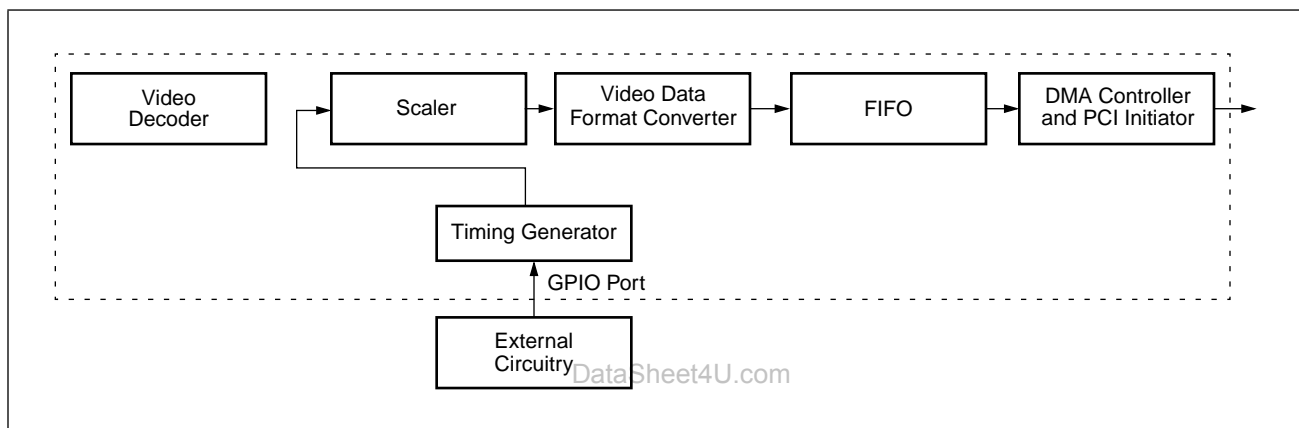 Video
Decoder
Scaler
Video Data
Format Converter
FIFO
DMA Controller
and PCI Initiator
Timing Generator
GPIO Port
External
Circuitry
DataSheet4U.com